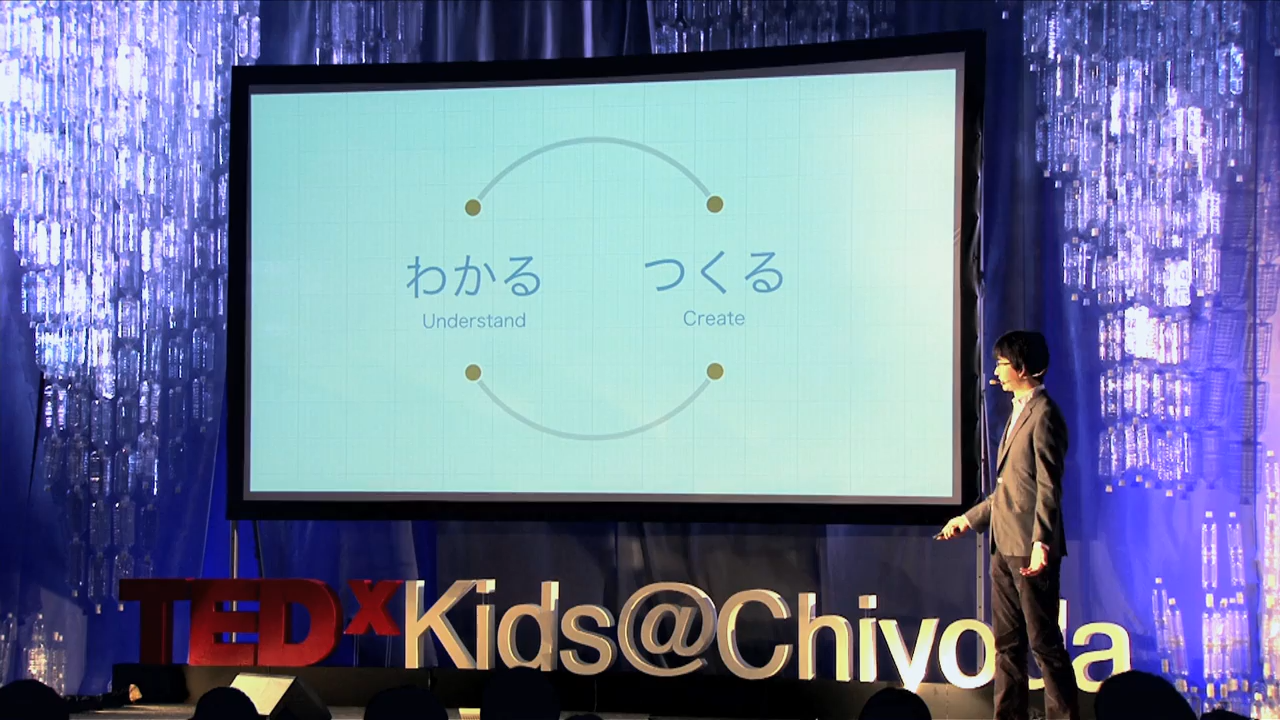 わかる
つくる
Understand
Create
TEDxKids@Chiyoda